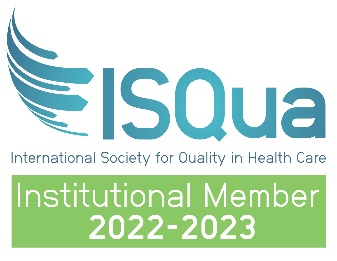 ISQua
International Society for Quality in Health Care
Institutional Member
2022-2023